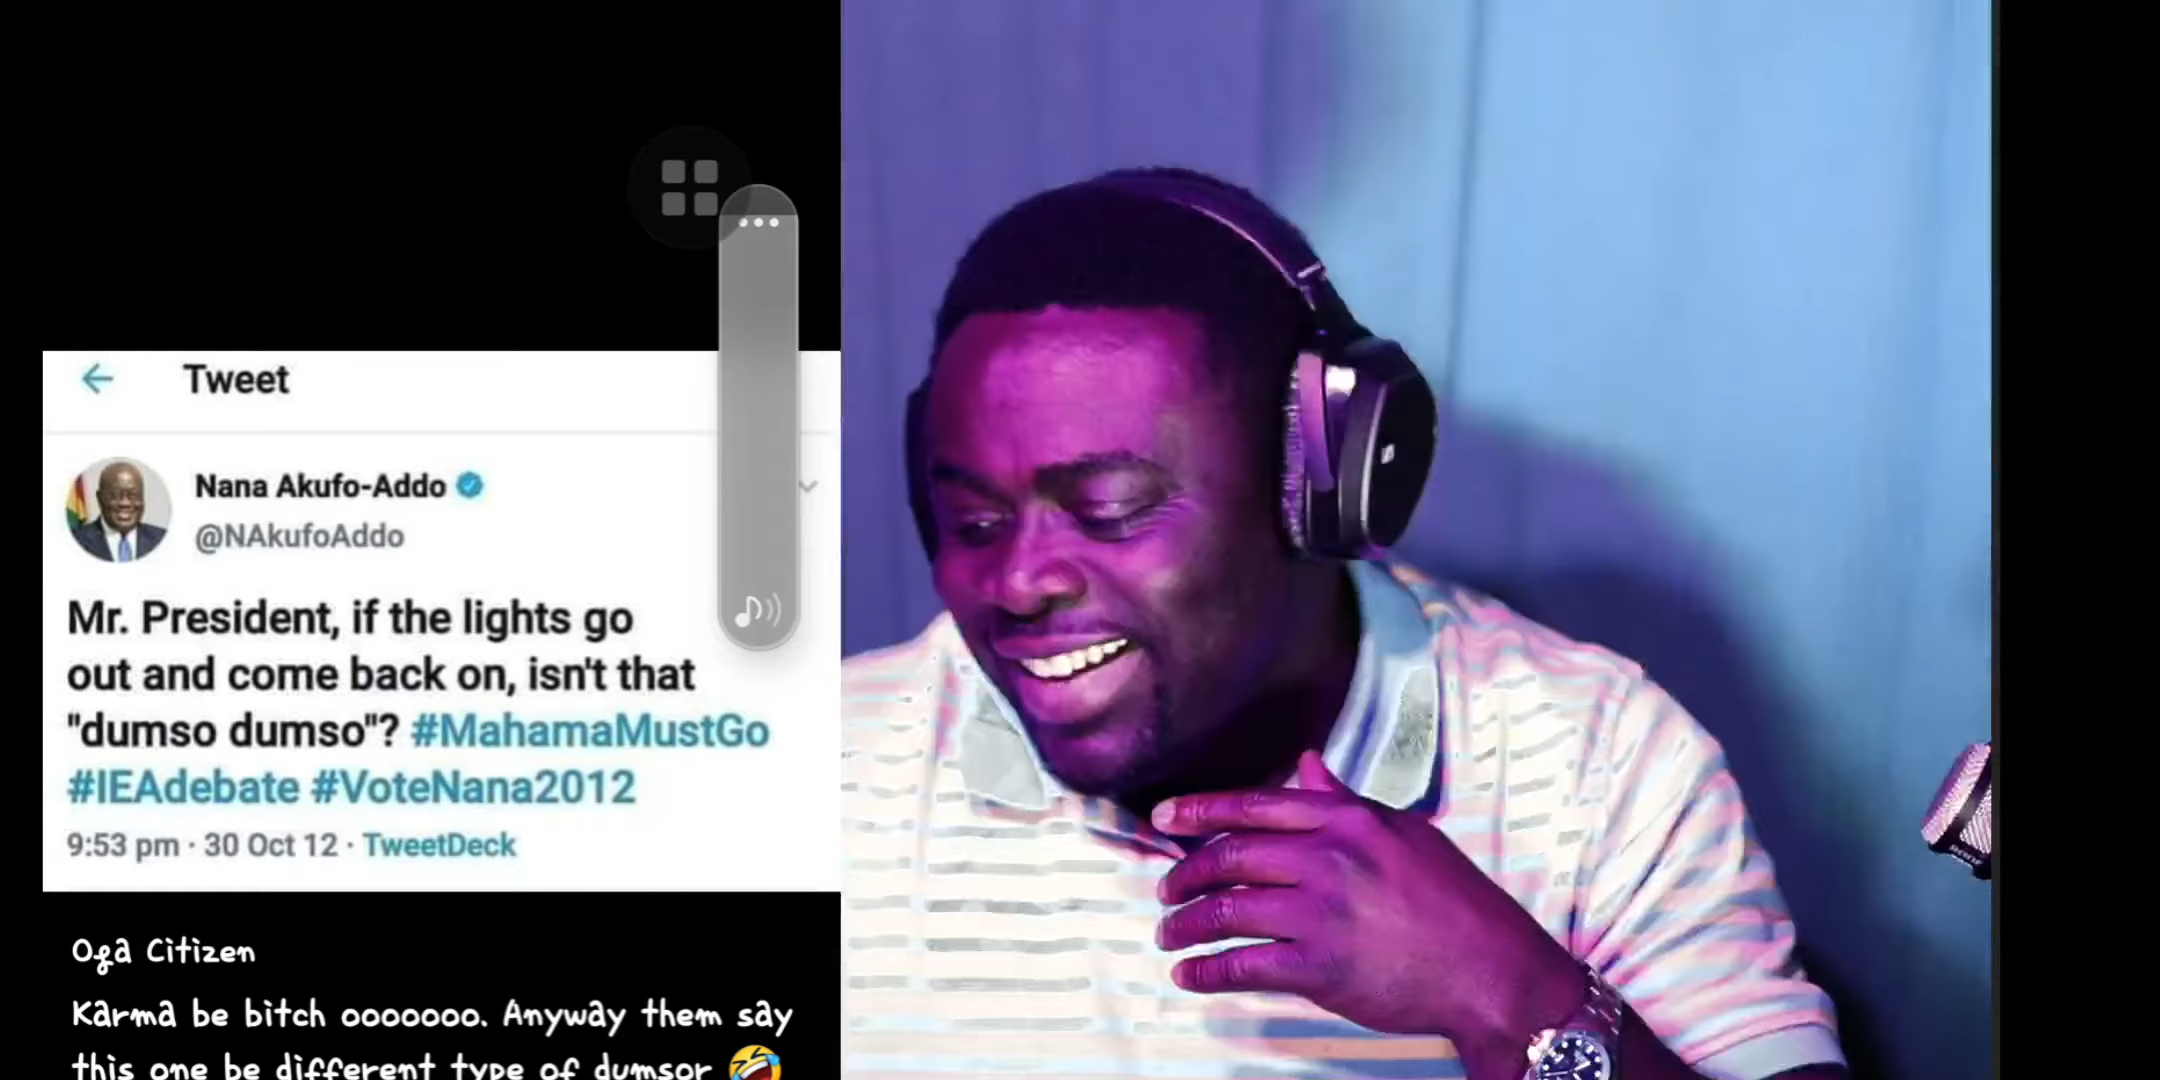 Tweet
Nana Akufo-Addo
@NAkufoAddo
Mr. President, if the lights go
out and come back on, isn't that
"dumso dumso"? #MahamaMustGo
#IEAdebate #VoteNana2012
9:53 pm · 30 Oct 12 · TweetDeck
Oga Citizen
Karma be bitch ooooooo. Anyway them say
this one be different type of dumsor 🤣